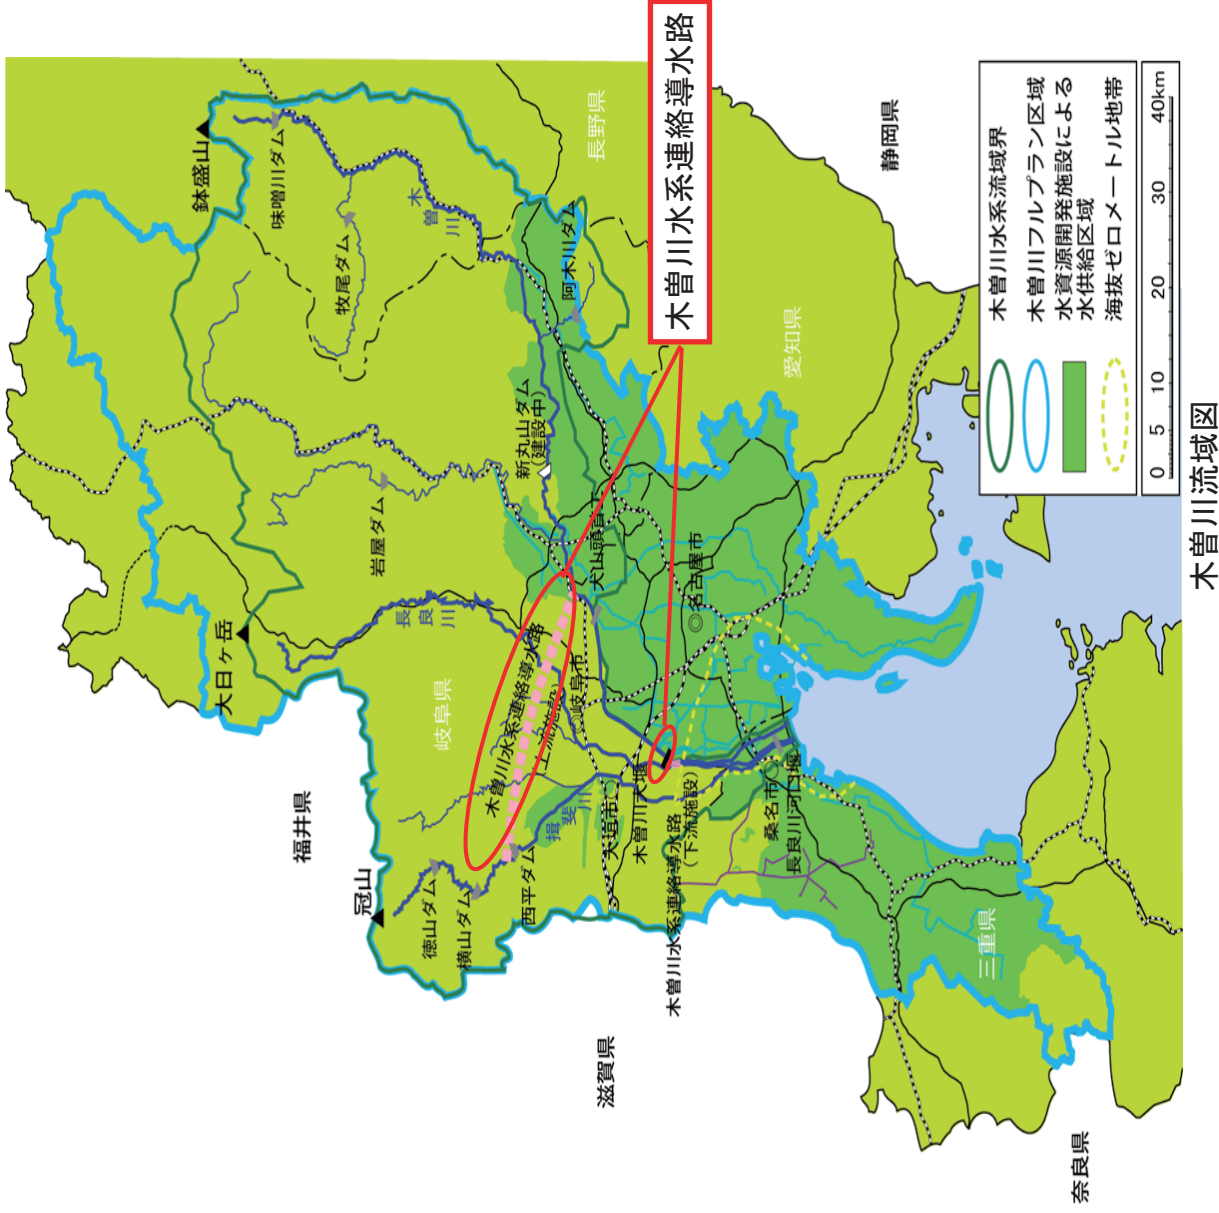 木曽川水系連絡導水路
福井県
長野県
静岡県
岐阜県
愛知県
滋賀県
三重県
奈良県
鉢盛山
大日ケ岳
冠山
味噌川ダム
牧尾ダム
木曽川
阿木川ダム
新丸山ダム
(建設中)
岩屋ダム
長良川
犬山頭首工
木曽川水系連絡導水路
(上流施設)
岐阜市
名古屋市
揖斐川
大垣市
徳山ダム
横山ダム
西平ダム
木曽川大堰
木曽川水系連絡導水路
(下流施設)
桑名市
長良川河口堰
木曽川水系流域界
木曽川フルプラン区域
水資源開発施設による
水供給区域
海抜ゼロメートル地帯
0 5 10 20 30 40km
木曽川流域図